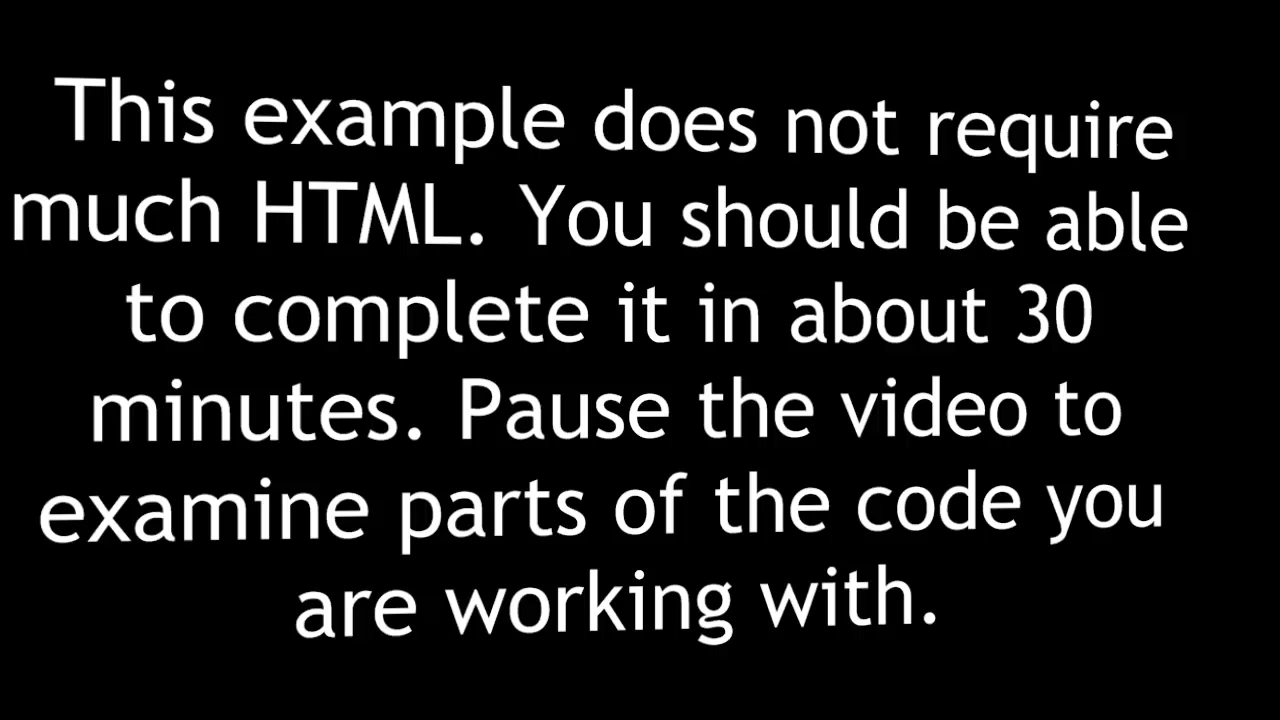 This example does not require
much HTML. You should be able
to complete it in about 30
minutes. Pause the video to
examine parts of the code you
are working with.